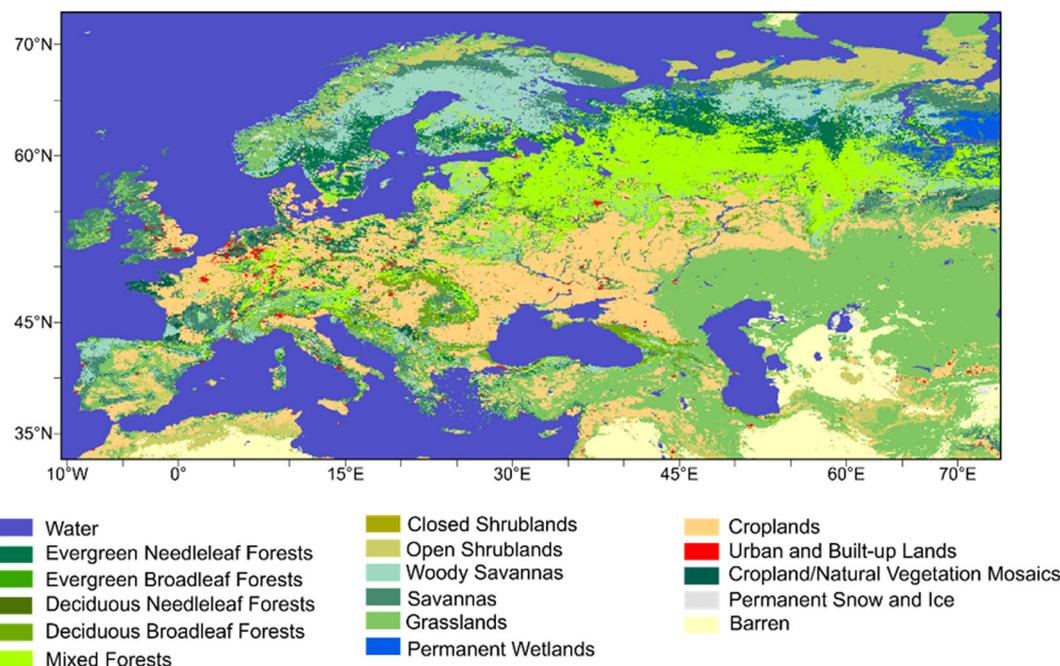 70°N
60°N
45°N
35°N
10°W 0° 15°E 30°E 45°E 60°E 70°E
Water
Evergreen Needleleaf Forests
Evergreen Broadleaf Forests
Deciduous Needleleaf Forests
Deciduous Broadleaf Forests
Mixed Forests
Closed Shrublands
Open Shrublands
Woody Savannas
Savannas
Grasslands
Permanent Wetlands
Croplands
Urban and Built-up Lands
Cropland/Natural Vegetation Mosaics
Permanent Snow and Ice
Barren